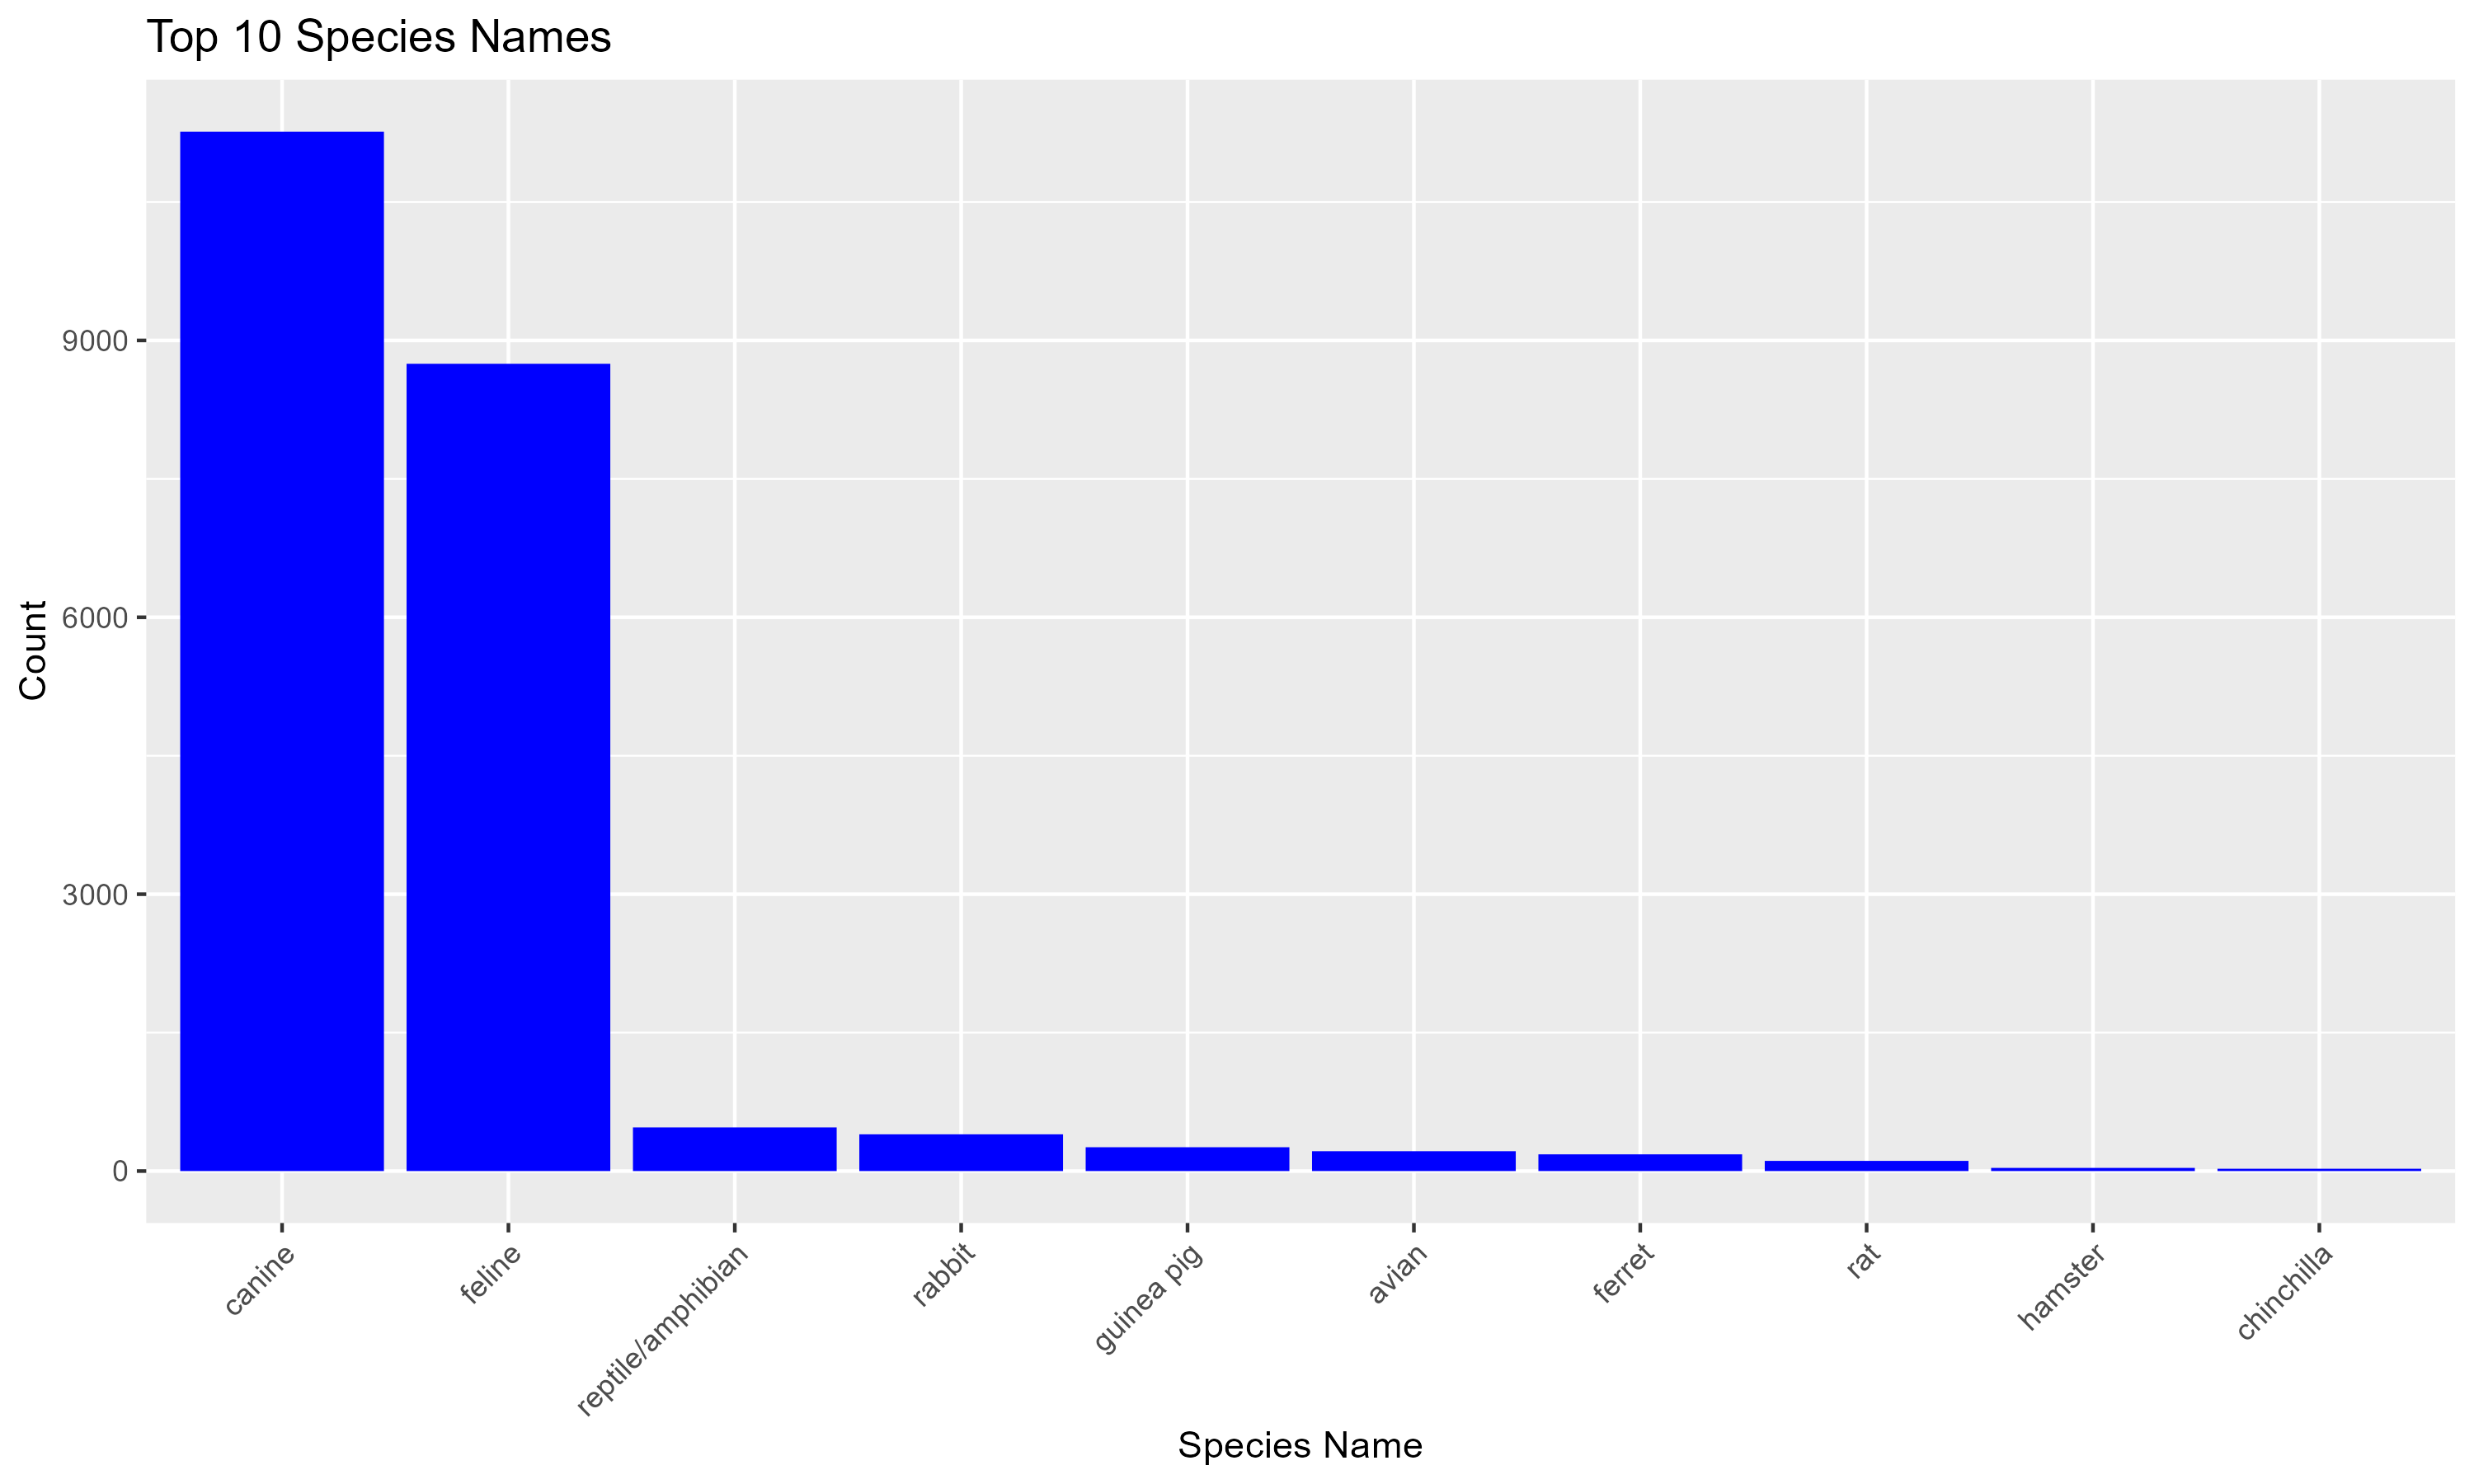 Top 10 Species Names
Count
9000
6000
3000
0
canine
feline
reptile/amphibian
rabbit
guinea pig
avian
ferret
rat
hamster
chinchilla
Species Name